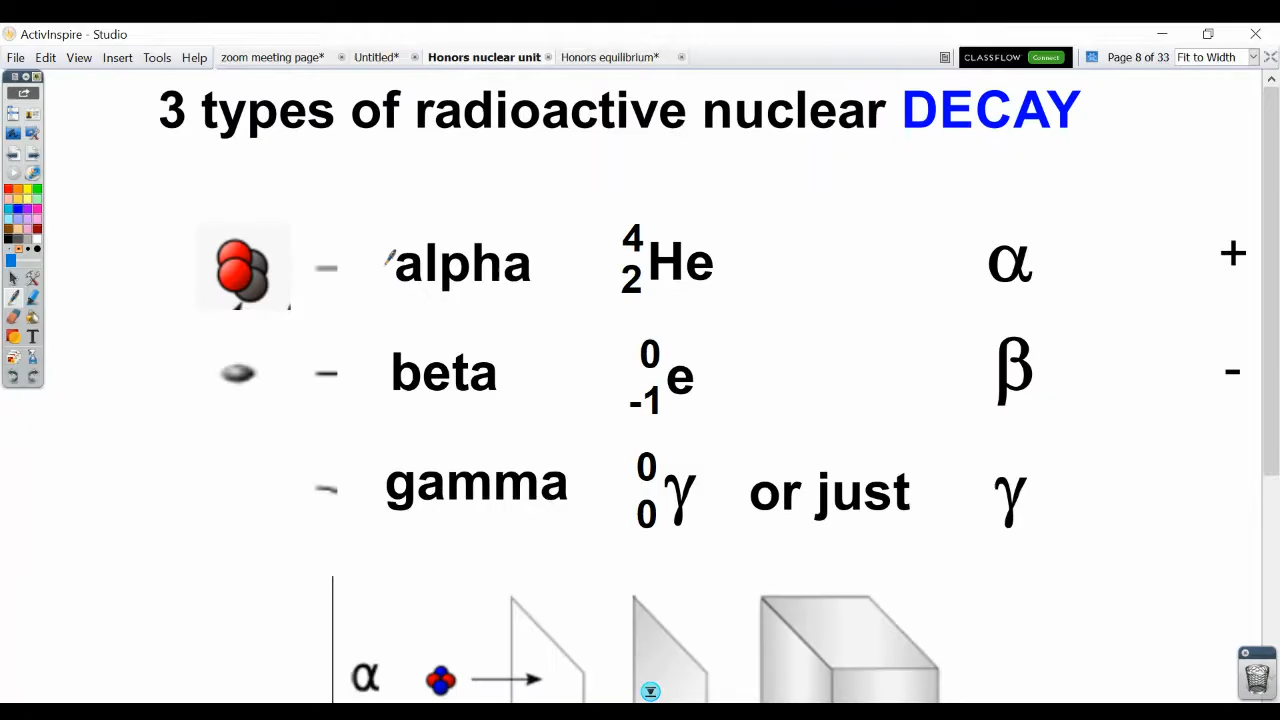 ActivInspire - Studio
File Edit View Insert Tools Help zoom meeting page* Untitled* Honors nuclear unit Honors equilibrium* CLASSFLOW Connect Page 8 of 33 Fit to Width
3 types of radioactive nuclear DECAY
– alpha 4 2 He α +
– beta 0 -1 e β -
– gamma 0 0 γ or just γ
α